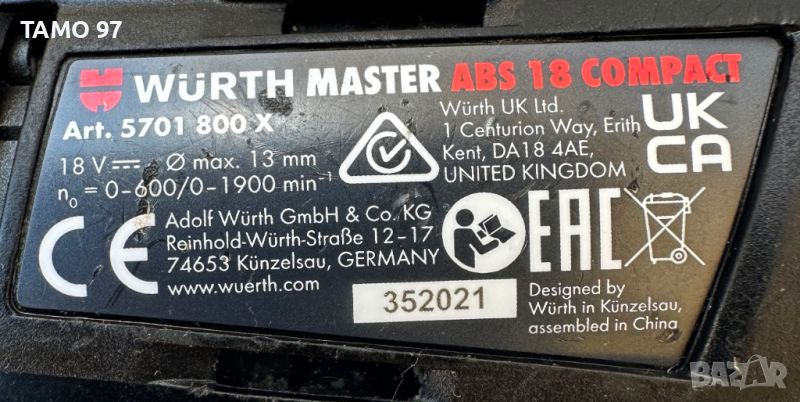 TAMO 97
WÜRTH MASTER ABS 18 COMPACT
Art. 5701 800 X
18 V ⎓ Ø max. 13 mm
n₀ = 0–600/0–1900 min⁻¹
Würth UK Ltd.
1 Centurion Way, Erith
Kent, DA18 4AE,
UNITED KINGDOM
UK
CA
CE
Adolf Würth GmbH & Co. KG
Reinhold-Würth-Straße 12–17
74653 Künzelsau, GERMANY
www.wuerth.com
352021
EAC
Designed by
Würth in Künzelsau,
assembled in China
BAZAR